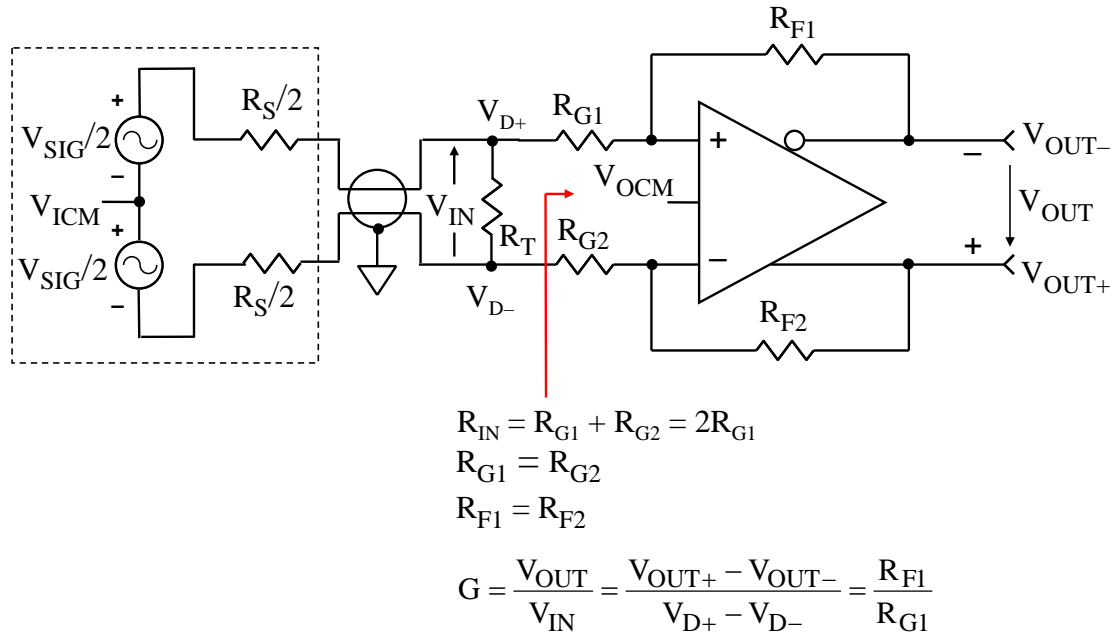 R_F1
+
R_S/2
V_D+
R_G1
V_SIG/2
+
V_OUT–
–
–
V_ICM
V_IN
V_OCM
V_OUT
+
R_T
R_G2
V_SIG/2
–
+
V_OUT+
–
R_S/2
V_D–
R_F2
R_IN = R_G1 + R_G2 = 2R_G1
R_G1 = R_G2
R_F1 = R_F2
G = V_OUT / V_IN = (V_OUT+ – V_OUT–) / (V_D+ – V_D–) = R_F1 / R_G1